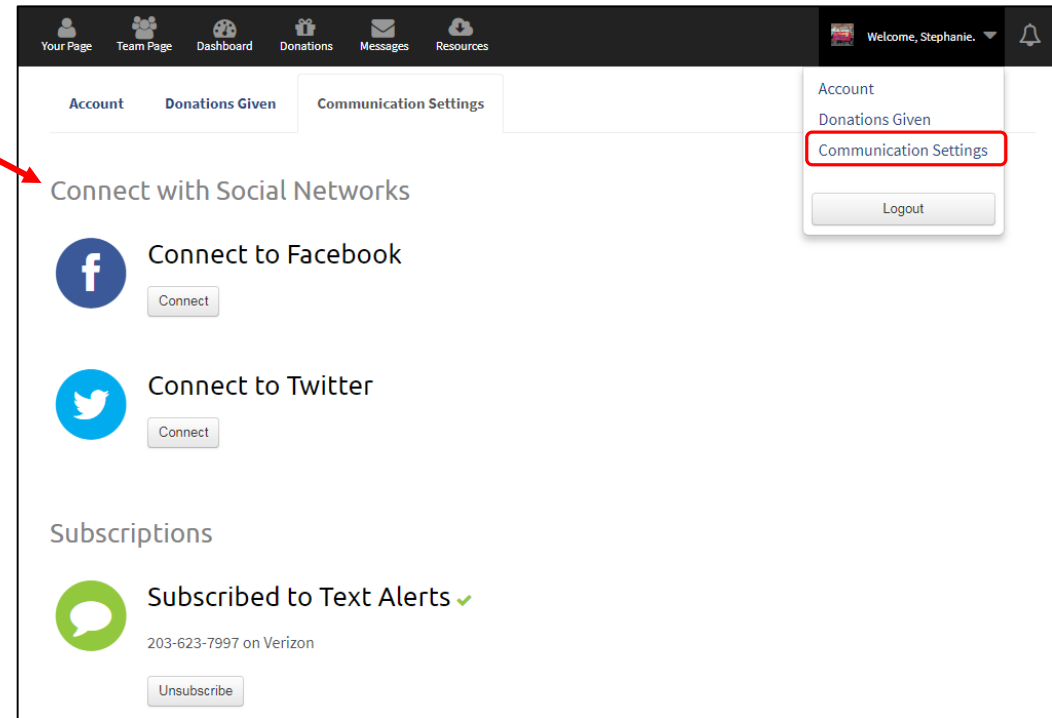 Your Page Team Page Dashboard Donations Messages Resources Welcome, Stephanie.
Account Donations Given Communication Settings
Account
Donations Given
Communication Settings
Logout
Connect with Social Networks
Connect to Facebook
Connect
Connect to Twitter
Connect
Subscriptions
Subscribed to Text Alerts
203-623-7997 on Verizon
Unsubscribe